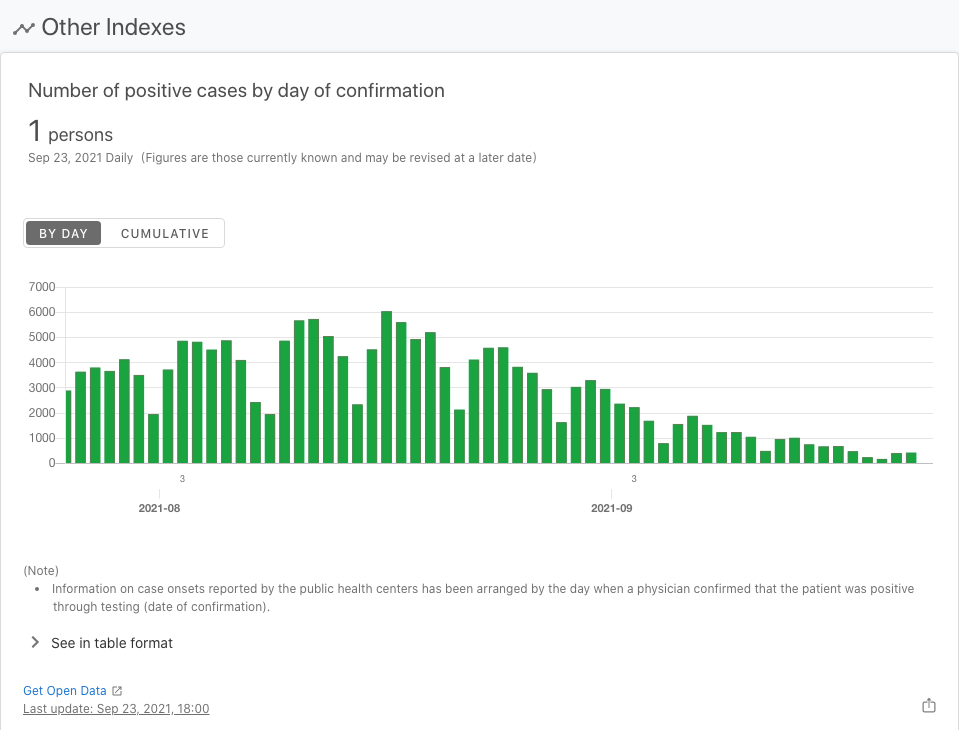 Other Indexes
Number of positive cases by day of confirmation
1 persons
Sep 23, 2021 Daily (Figures are those currently known and may be revised at a later date)
BY DAY CUMULATIVE
7000
6000
5000
4000
3000
2000
1000
0
3 3
2021-08 2021-09
(Note)
• Information on case onsets reported by the public health centers has been arranged by the day when a physician confirmed that the patient was positive
through testing (date of confirmation).
See in table format
Get Open Data
Last update: Sep 23, 2021, 18:00